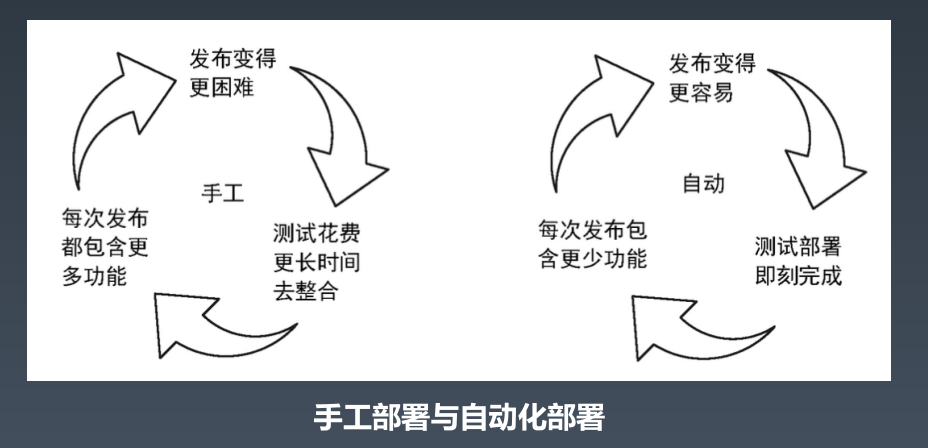 发布变得
更困难
手工
每次发布
都包含更
多功能
测试花费
更长时间
去整合
发布变得
更容易
自动
每次发布包
含更少功能
测试部署
即刻完成
手工部署与自动化部署